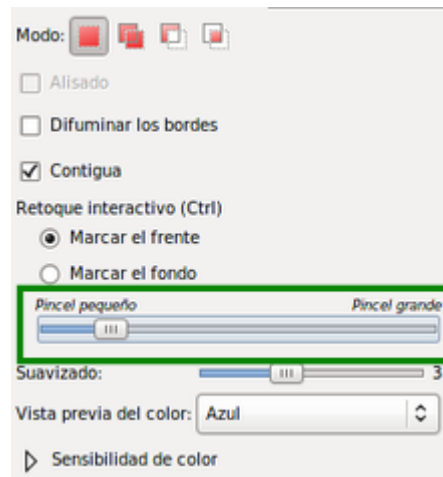 Modo:
Alisado
Difuminar los bordes
Contigua
Retoque interactivo (Ctrl)
Marcar el frente
Marcar el fondo
Pincel pequeño Pincel grande
Suavizado: 3
Vista previa del color: Azul
Sensibilidad de color